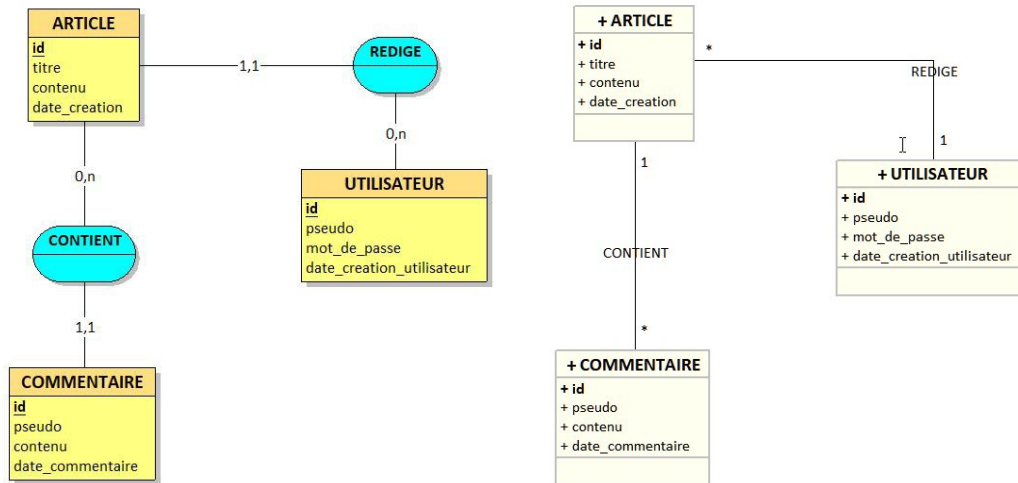 ARTICLE
id
titre
contenu
date_creation
1,1
REDIGE
0,n
UTILISATEUR
id
pseudo
mot_de_passe
date_creation_utilisateur
0,n
CONTIENT
1,1
COMMENTAIRE
id
pseudo
contenu
date_commentaire
+ ARTICLE
+ id
+ titre
+ contenu
+ date_creation
*
REDIGE
1
+ UTILISATEUR
+ id
+ pseudo
+ mot_de_passe
+ date_creation_utilisateur
1
CONTIENT
*
+ COMMENTAIRE
+ id
+ pseudo
+ contenu
+ date_commentaire